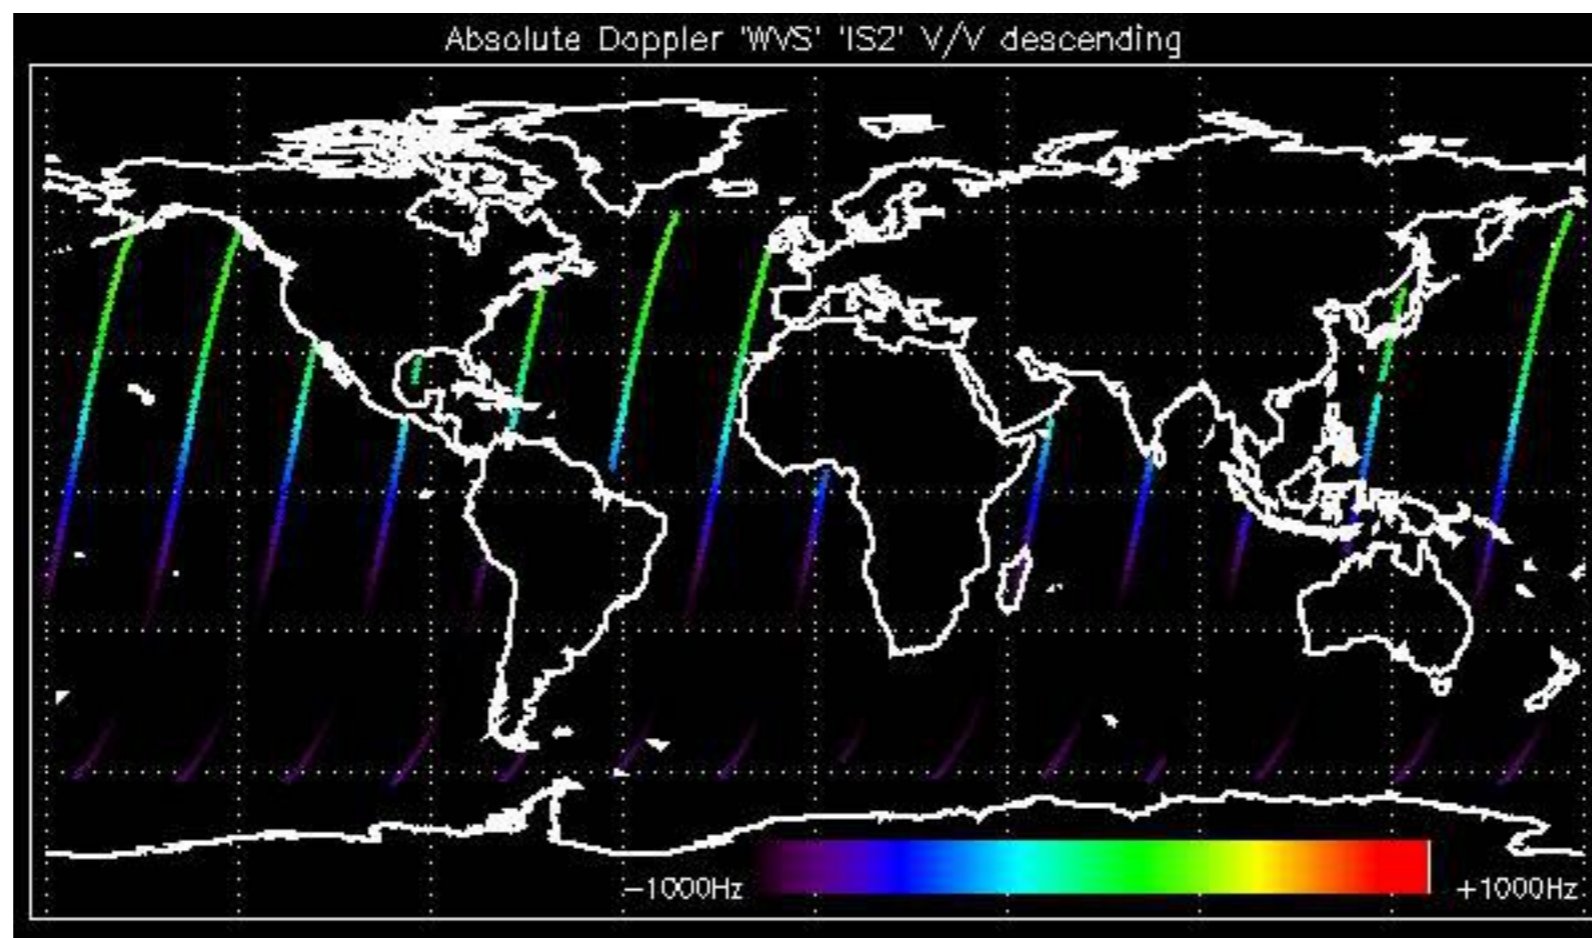 Absolute Doppler 'WVS' 'IS2' V/V descending
−1000Hz +1000Hz